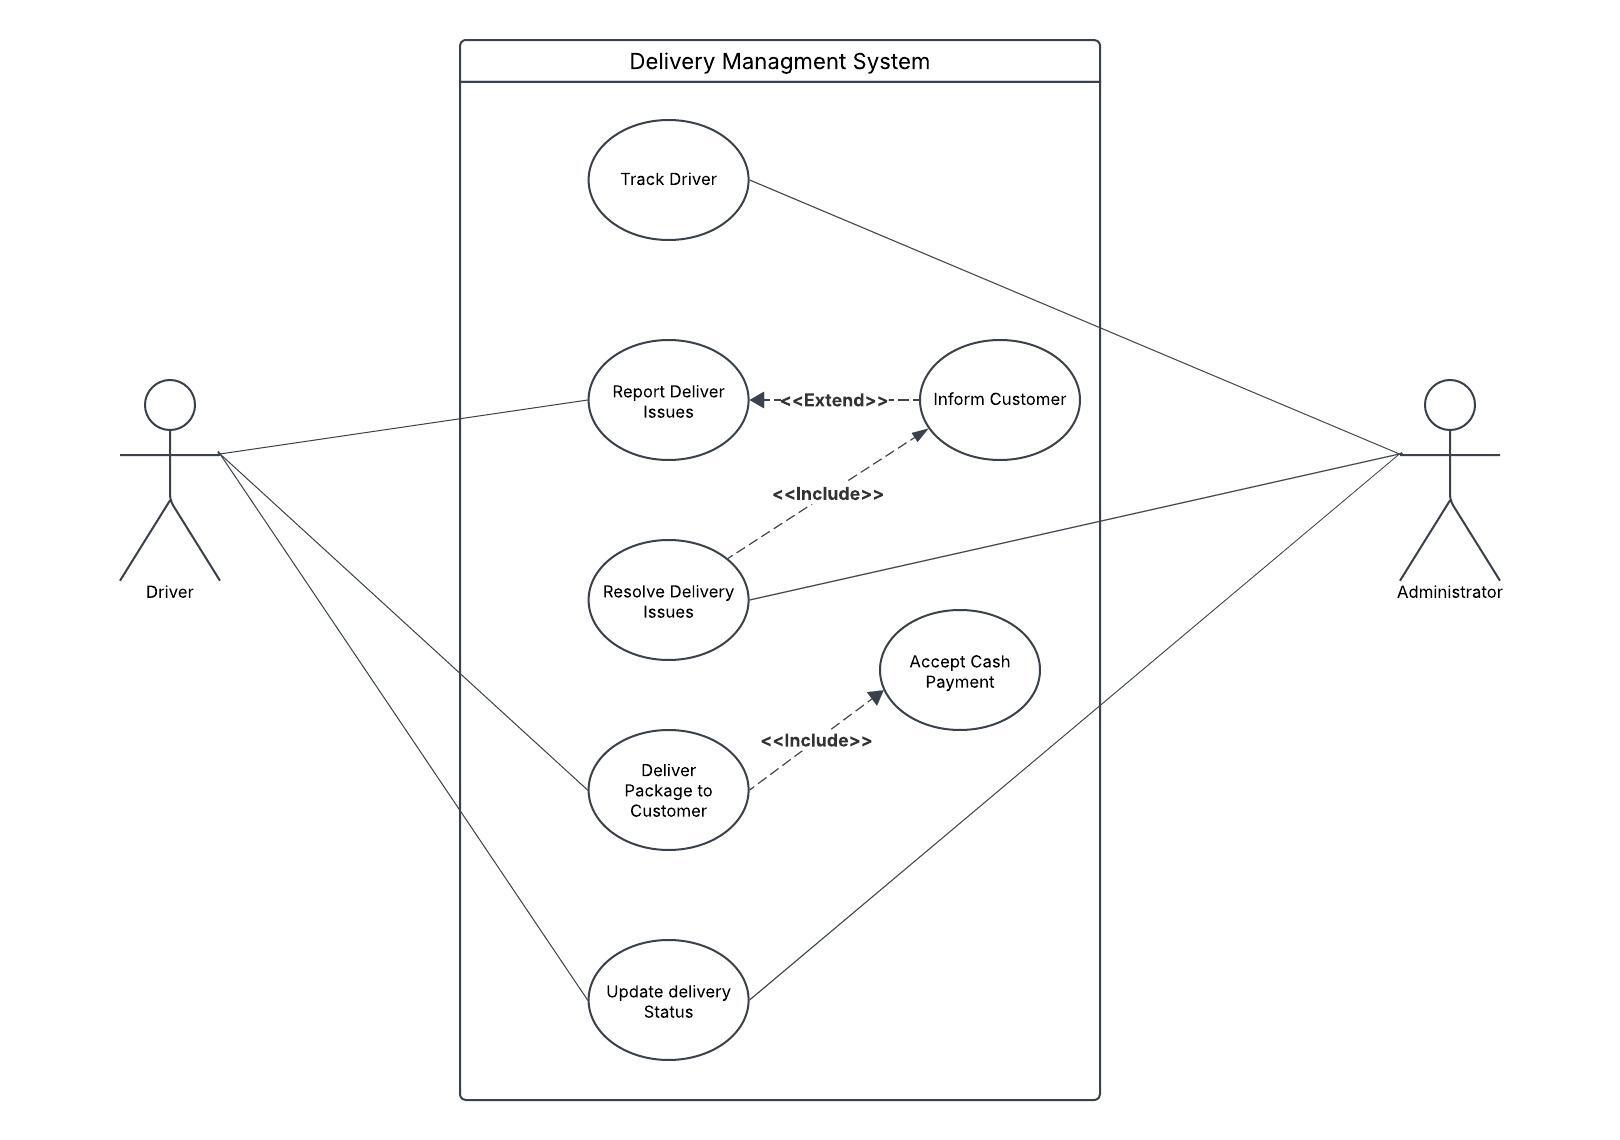 Delivery Managment System
Track Driver
Report Deliver
Issues
<<Extend>>
Inform Customer
<<Include>>
Driver
Resolve Delivery
Issues
Administrator
Accept Cash
Payment
<<Include>>
Deliver
Package to
Customer
Update delivery
Status